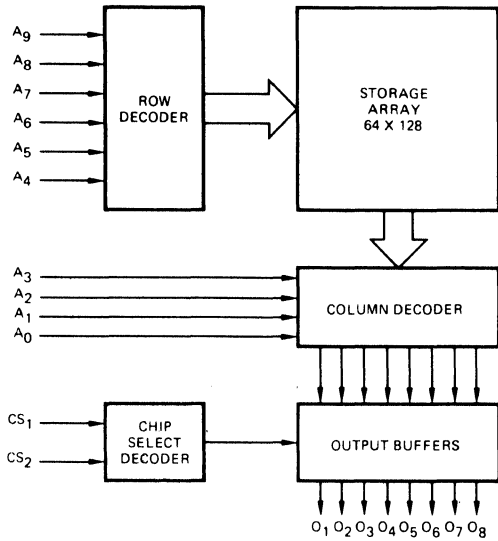 A9
A8
A7
A6
A5
A4
ROW
DECODER
STORAGE
ARRAY
64 X 128
A3
A2
A1
A0
COLUMN DECODER
CS1
CS2
CHIP
SELECT
DECODER
OUTPUT BUFFERS
O1 O2 O3 O4 O5 O6 O7 O8